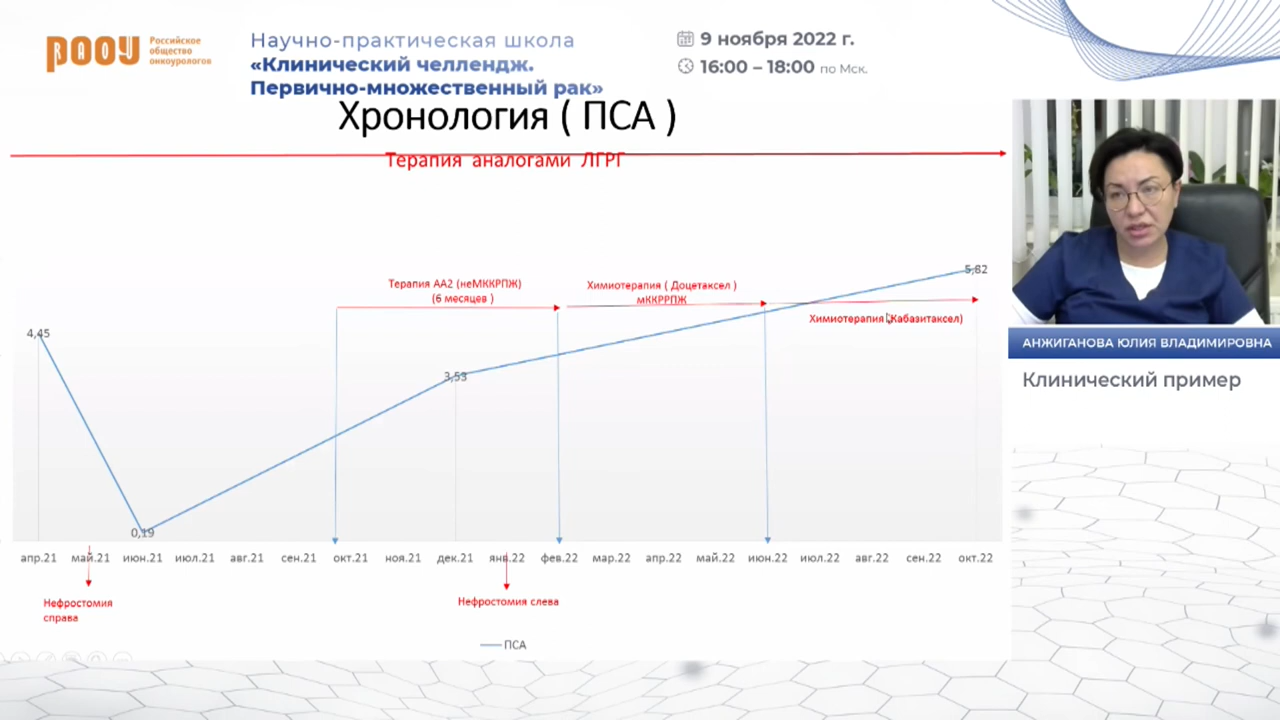 РАОУ
Российское
общество
онкоурологов
Научно-практическая школа
«Клинический челлендж.
Первично-множественный рак»
9 ноября 2022 г.
16:00 – 18:00 по Мск.
Хронология ( ПСА )
Терапия аналогами ЛГРГ
Терапия АА2 (неМККРПЖ)
(6 месяцев )
Химиотерапия ( Доцетаксел )
мККРРПЖ
Химиотерапия (Кабазитаксел)
4,45
0,19
3,53
5,82
апр.21 май.21 июн.21 июл.21 авг.21 сен.21 окт.21 ноя.21 дек.21 янв.22 фев.22 мар.22 апр.22 май.22 июн.22 июл.22 авг.22 сен.22 окт.22
Нефростомия
справа
Нефростомия слева
ПСА
АНЖИГАНОВА ЮЛИЯ ВЛАДИМИРОВНА
Клинический пример